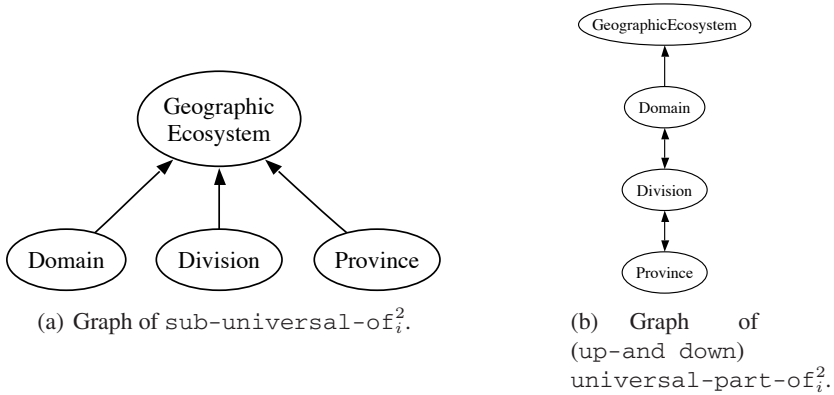 Geographic
Ecosystem
Domain
Division
Province
(a) Graph of sub-universal-of²ᵢ.
GeographicEcosystem
Domain
Division
Province
(b) Graph of
(up-and down)
universal-part-of²ᵢ.